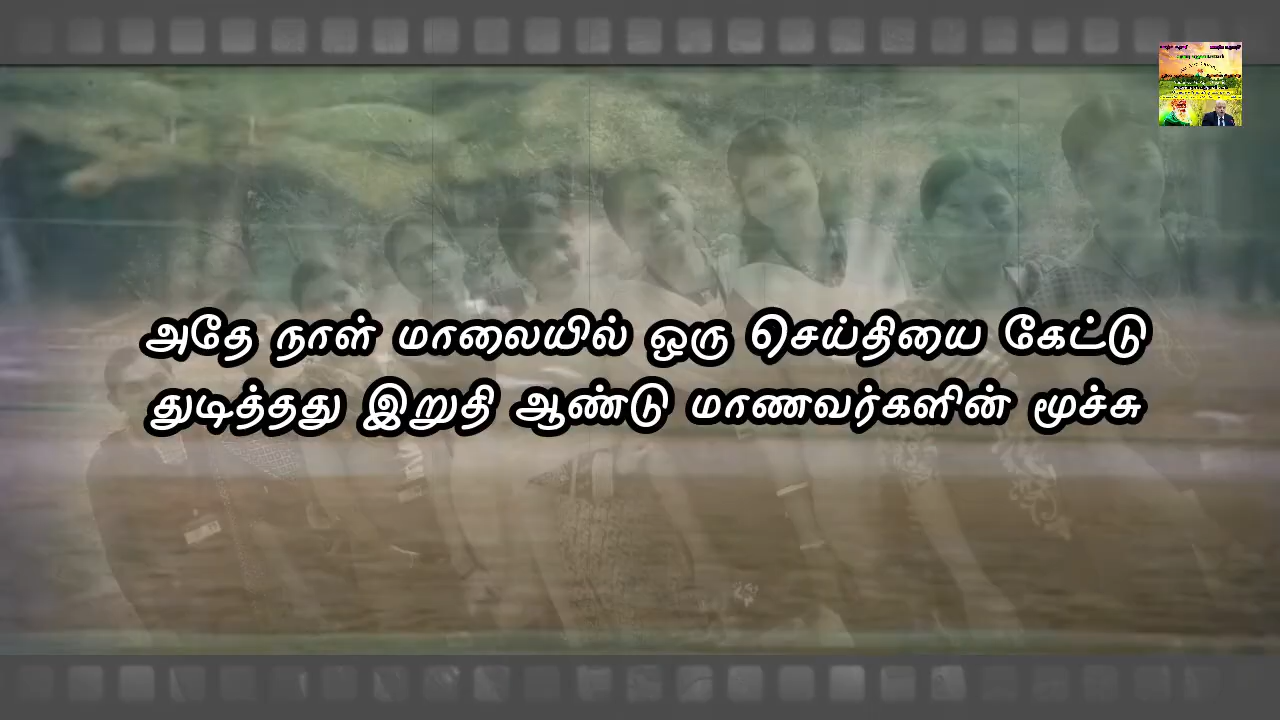 அதே நாள் மாலையில் ஒரு செய்தியை கேட்டு
துடித்தது இறுதி ஆண்டு மாணவர்களின் மூச்சு